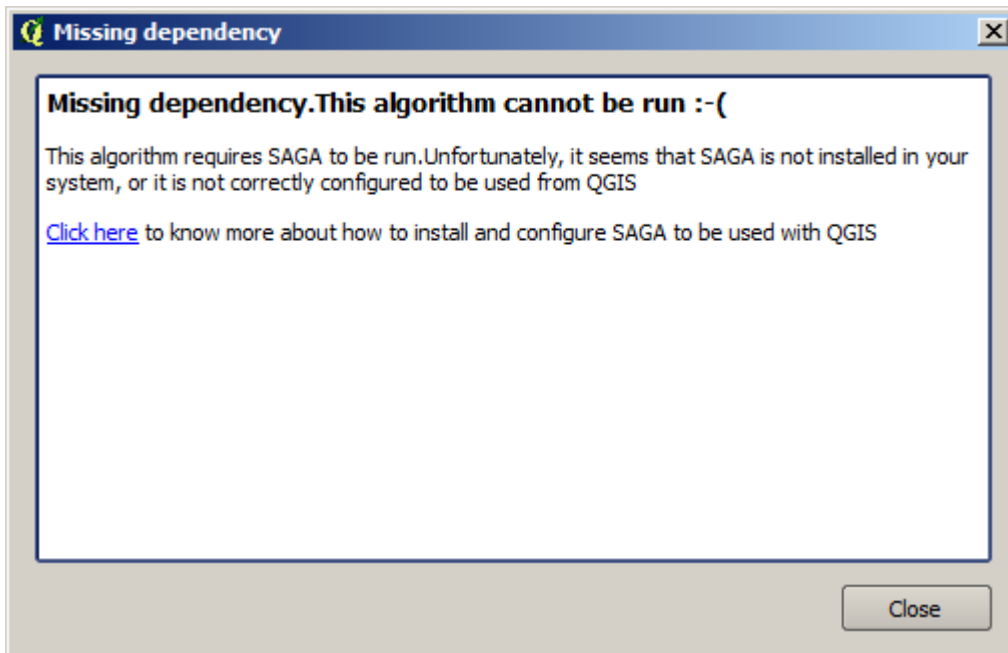 Missing dependency
Missing dependency.This algorithm cannot be run :-(
This algorithm requires SAGA to be run.Unfortunately, it seems that SAGA is not installed in your
system, or it is not correctly configured to be used from QGIS
Click here to know more about how to install and configure SAGA to be used with QGIS
Close